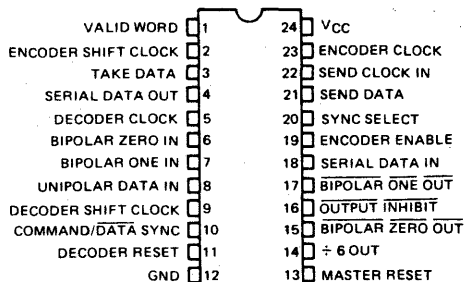 VALID WORD 1 24 VCC
ENCODER SHIFT CLOCK 2 23 ENCODER CLOCK
TAKE DATA 3 22 SEND CLOCK IN
SERIAL DATA OUT 4 21 SEND DATA
DECODER CLOCK 5 20 SYNC SELECT
BIPOLAR ZERO IN 6 19 ENCODER ENABLE
BIPOLAR ONE IN 7 18 SERIAL DATA IN
UNIPOLAR DATA IN 8 17 BIPOLAR ONE OUT
DECODER SHIFT CLOCK 9 16 OUTPUT INHIBIT
COMMAND/DATA SYNC 10 15 BIPOLAR ZERO OUT
DECODER RESET 11 14 ÷ 6 OUT
GND 12 13 MASTER RESET